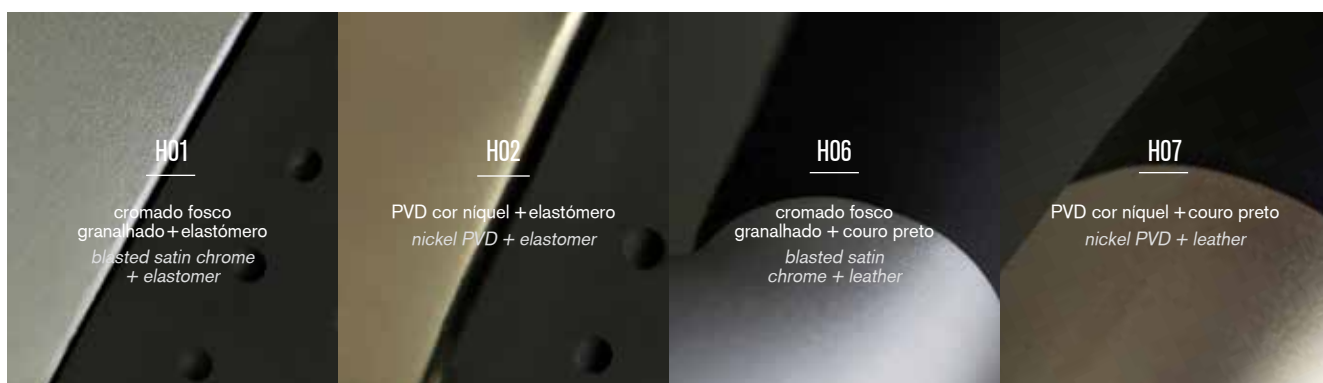 H01
cromado fosco
granalhado + elastómero
blasted satin chrome
+ elastomer
H02
PVD cor níquel + elastómero
nickel PVD + elastomer
H06
cromado fosco
granalhado + couro preto
blasted satin
chrome + leather
H07
PVD cor níquel + couro preto
nickel PVD + leather